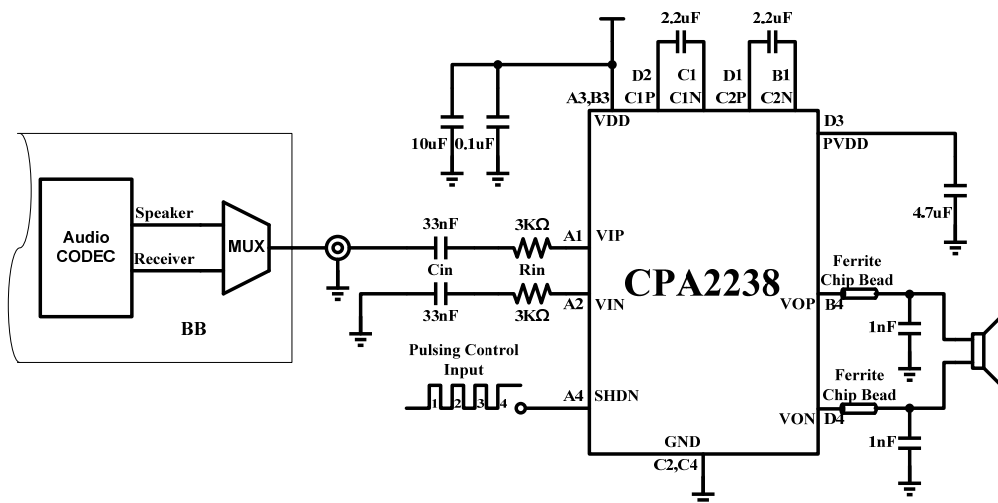 2.2uF
2.2uF
D2
C1
D1
B1
A3,B3
C1P
C1N
C2P
C2N
VDD
D3
PVDD
10uF
0.1uF
4.7uF
Speaker
Audio
CODEC
MUX
Receiver
BB
33nF
3KΩ
A1
VIP
Cin
Rin
CPA2238
33nF
3KΩ
A2
VIN
Ferrite
Chip Bead
VOP
B4
1nF
Pulsing Control
Input
1
2
3
4
A4
SHDN
Ferrite
Chip Bead
VON
D4
1nF
GND
C2,C4